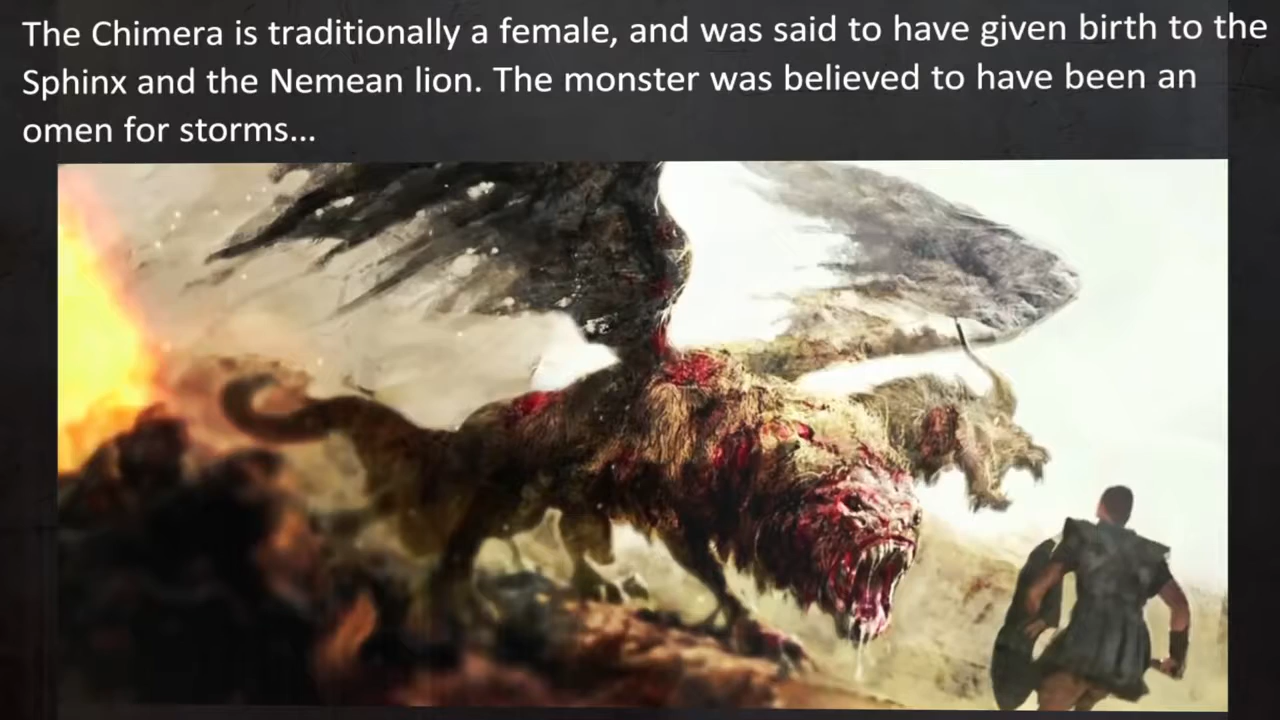 The Chimera is traditionally a female, and was said to have given birth to the
Sphinx and the Nemean lion. The monster was believed to have been an
omen for storms...